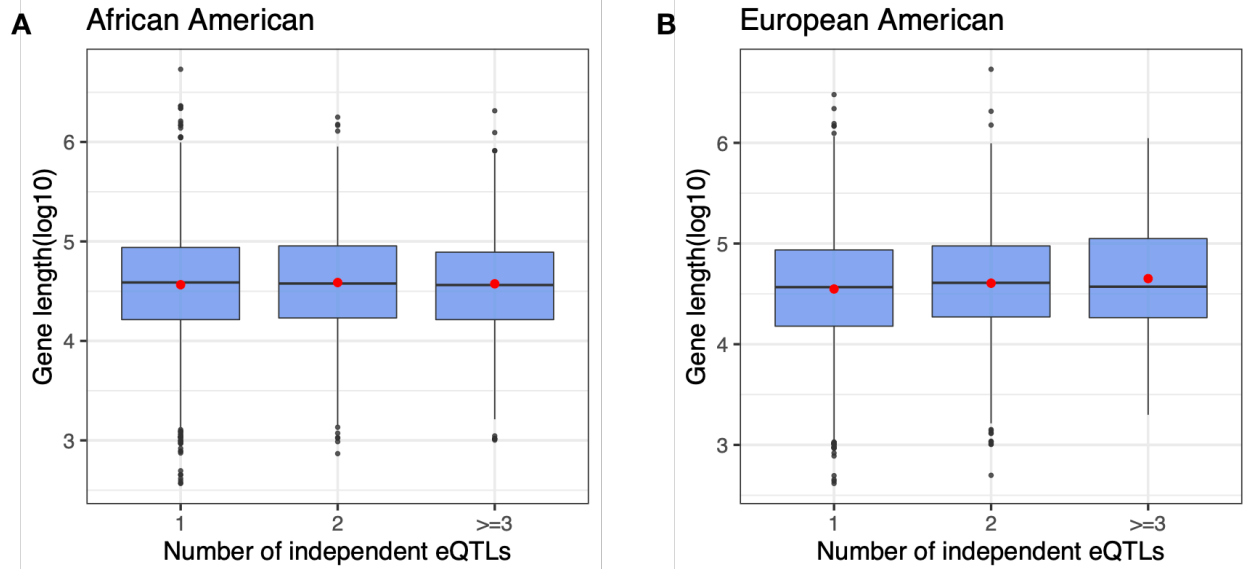 A African American
6
5
4
3
Gene length(log10)
1 2 >=3
Number of independent eQTLs
B European American
6
5
4
3
Gene length(log10)
1 2 >=3
Number of independent eQTLs